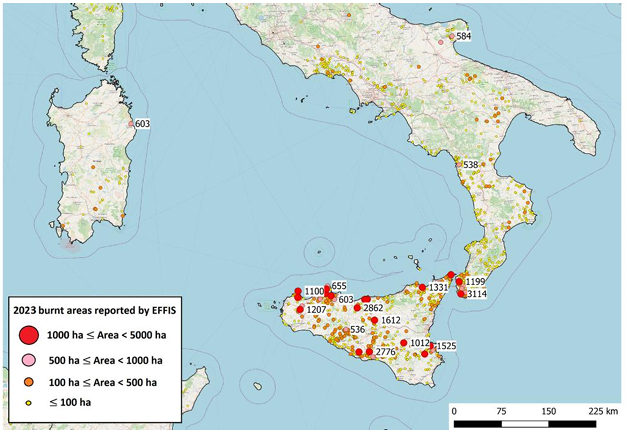 584
603
538
655
1100
603
1331
1199
3114
1207
2862
1612
536
1012
1525
2776
2023 burnt areas reported by EFFIS
1000 ha ≤ Area < 5000 ha
500 ha ≤ Area < 1000 ha
100 ha ≤ Area < 500 ha
≤ 100 ha
0 75 150 225 km